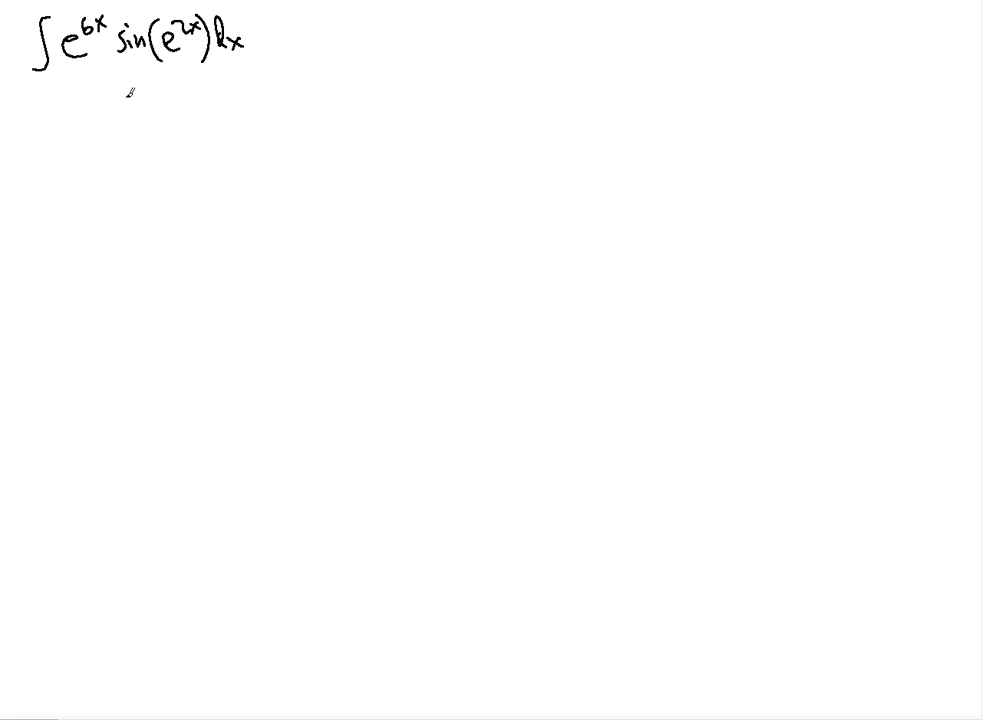 ∫ e^{6x} sin(e^{2x}) dx